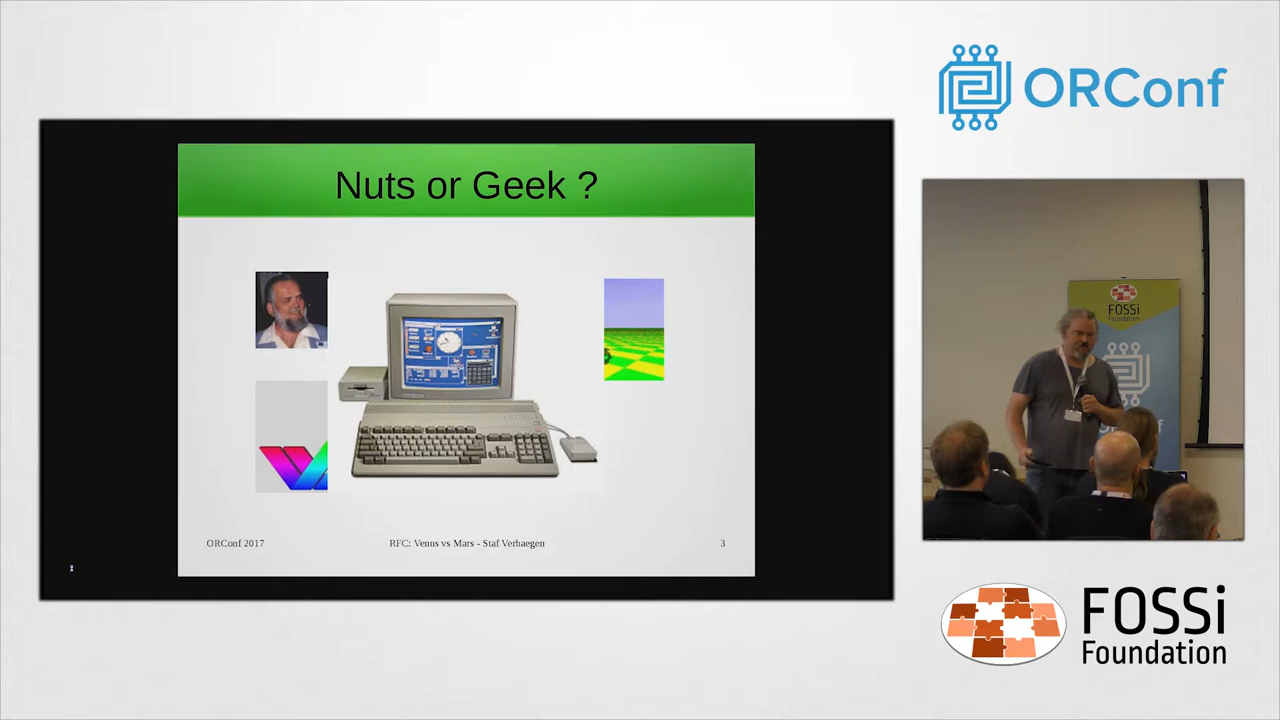 Nuts or Geek ?
ORConf 2017
RFC: Venus vs Mars - Staf Verhaegen
3
ORConf
FOSSi
Foundation
FOSSi
Foundation